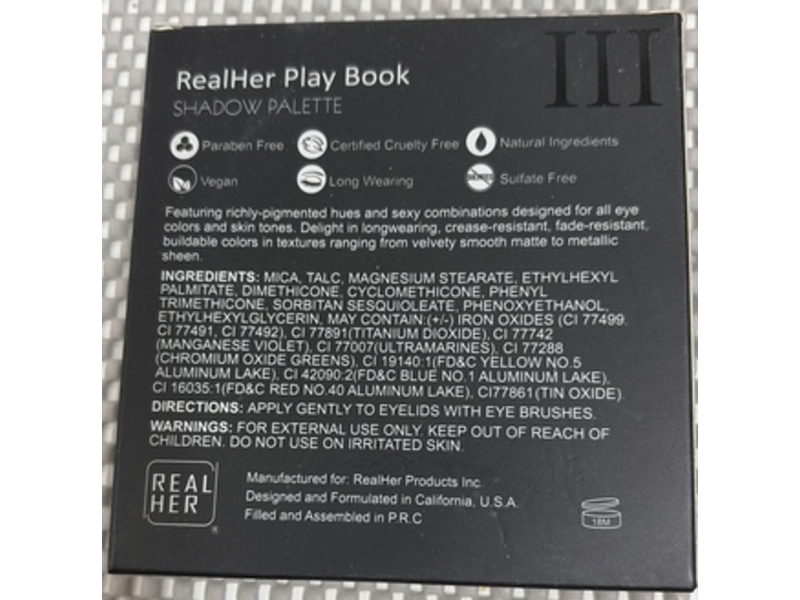 III
RealHer Play Book
SHADOW PALETTE
Paraben Free Certified Cruelty Free Natural Ingredients
Vegan Long Wearing Sulfate Free
Featuring richly-pigmented hues and sexy combinations designed for all eye
colors and skin tones. Delight in longwearing, crease-resistant, fade-resistant,
buildable colors in textures ranging from velvety smooth matte to metallic
sheen.
INGREDIENTS: MICA, TALC, MAGNESIUM STEARATE, ETHYLHEXYL
PALMITATE, DIMETHICONE, CYCLOMETHICONE, PHENYL
TRIMETHICONE, SORBITAN SESQUIOLEATE, PHENOXYETHANOL,
ETHYLHEXYLGLYCERIN, MAY CONTAIN:(+/-) IRON OXIDES (CI 77499,
CI 77491, CI 77492), CI 77891(TITANIUM DIOXIDE), CI 77742
(MANGANESE VIOLET), CI 77007(ULTRAMARINES), CI 77288
(CHROMIUM OXIDE GREENS), CI 19140:1(FD&C YELLOW NO.5
ALUMINUM LAKE), CI 42090:2(FD&C BLUE NO.1 ALUMINUM LAKE),
CI 16035:1(FD&C RED NO.40 ALUMINUM LAKE), CI77861(TIN OXIDE).
DIRECTIONS: APPLY GENTLY TO EYELIDS WITH EYE BRUSHES.
WARNINGS: FOR EXTERNAL USE ONLY. KEEP OUT OF REACH OF
CHILDREN. DO NOT USE ON IRRITATED SKIN.
REAL
HER
®
Manufactured for: RealHer Products Inc.
Designed and Formulated in California, U.S.A.
Filled and Assembled in P.R.C
18M